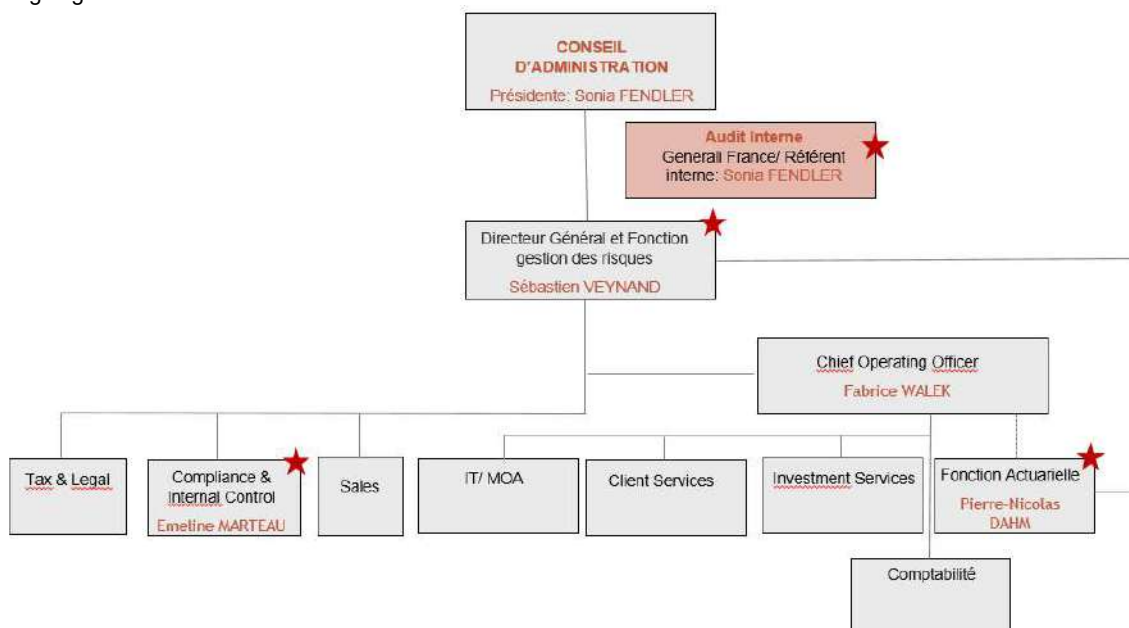 CONSEIL
D'ADMINISTRATION
Présidente: Sonia FENDLER
Audit Interne
Generali France/ Référent
interne: Sonia FENDLER
Directeur Général et Fonction
gestion des risques
Sébastien VEYNAND
Chief Operating Officer
Fabrice WALEK
Tax & Legal
Compliance &
Internal Control
Emeline MARTEAU
Sales
IT/ MOA
Client Services
Investment Services
Fonction Actuarielle
Pierre-Nicolas
DAHM
Comptabilité